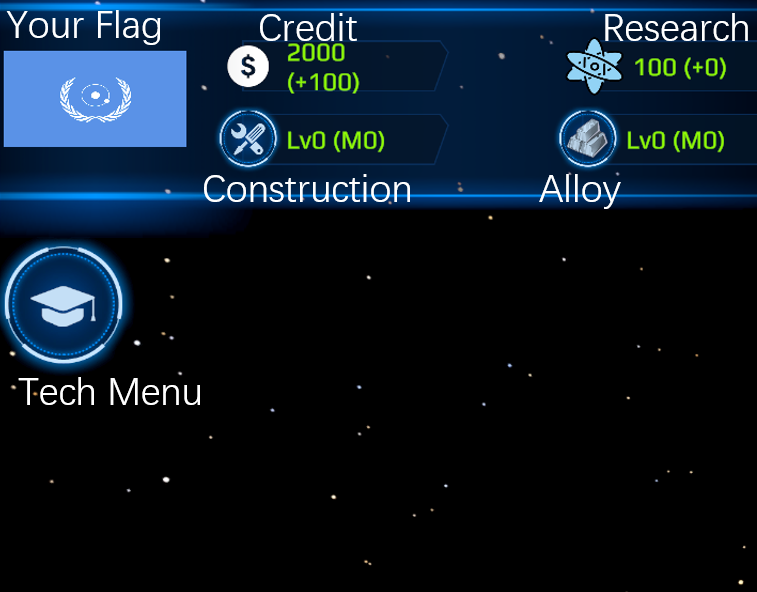 Your Flag
Credit
Research
$
2000
(+100)
100 (+0)
Lv0 (M0)
Lv0 (M0)
Construction
Alloy
Tech Menu